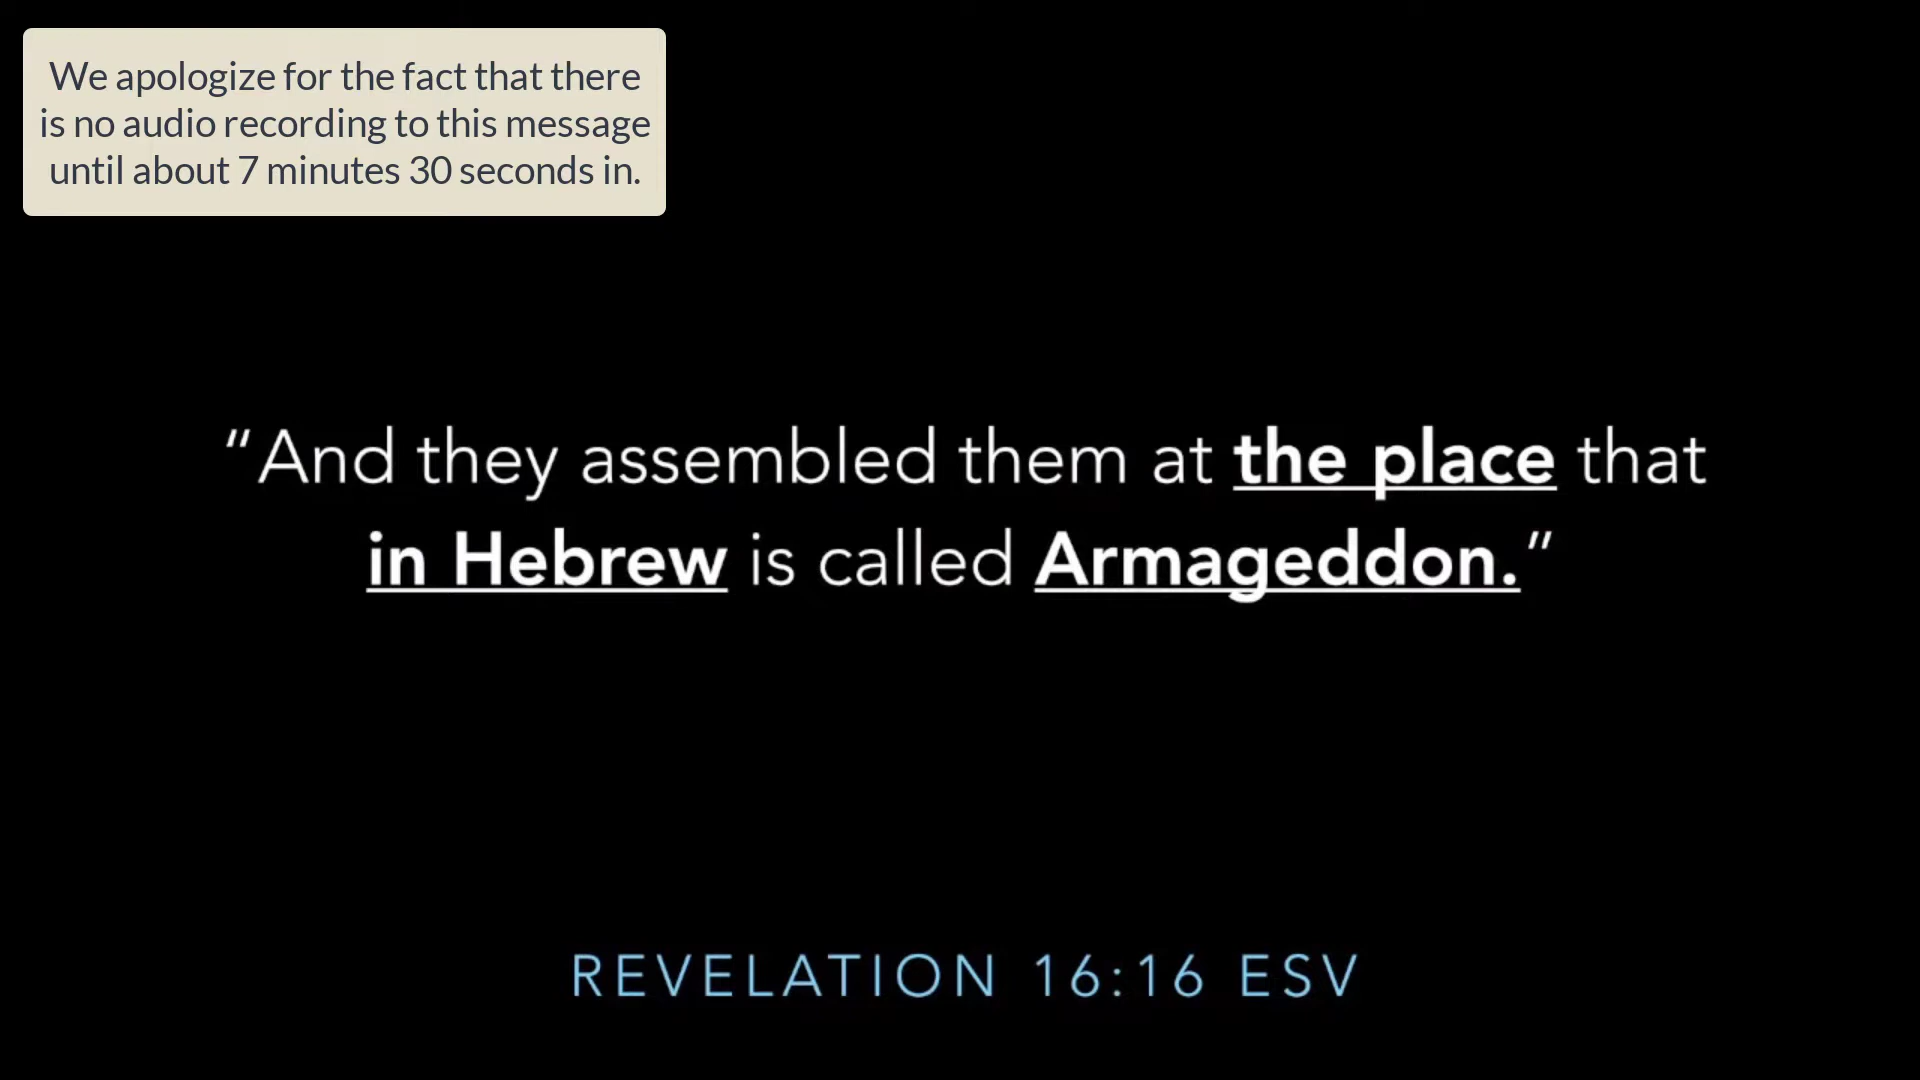 We apologize for the fact that there
is no audio recording to this message
until about 7 minutes 30 seconds in.
“And they assembled them at the place that
in Hebrew is called Armageddon.”
REVELATION 16:16 ESV